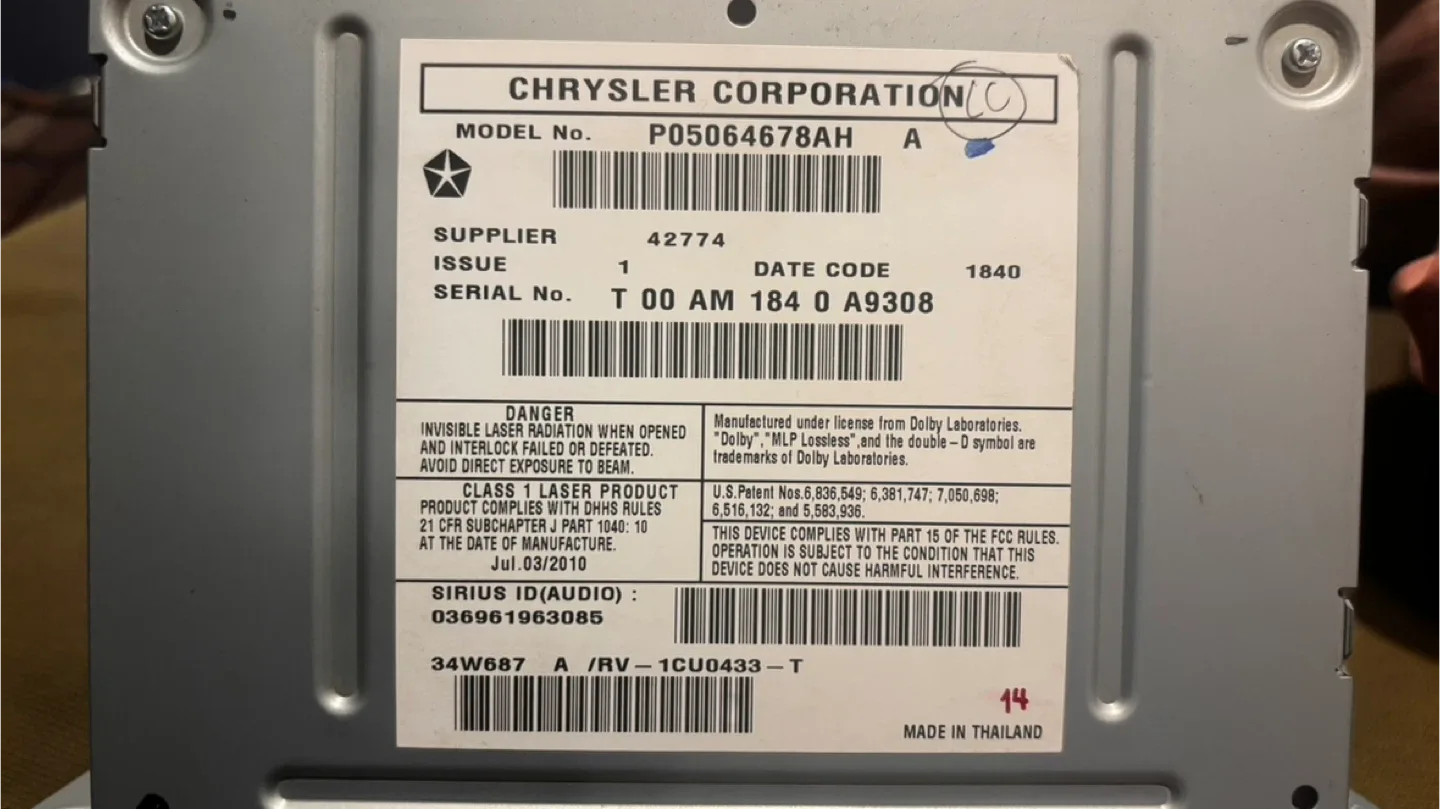 CHRYSLER CORPORATION
LC
MODEL No. P05064678AH A
SUPPLIER 42774
ISSUE 1 DATE CODE 1840
SERIAL No. T 00 AM 184 0 A9308
DANGER
INVISIBLE LASER RADIATION WHEN OPENED
AND INTERLOCK FAILED OR DEFEATED.
AVOID DIRECT EXPOSURE TO BEAM.
Manufactured under license from Dolby Laboratories.
"Dolby","MLP Lossless",and the double-D symbol are
trademarks of Dolby Laboratories.
CLASS 1 LASER PRODUCT
PRODUCT COMPLIES WITH DHHS RULES
21 CFR SUBCHAPTER J PART 1040: 10
AT THE DATE OF MANUFACTURE.
Jul.03/2010
U.S.Patent Nos.6,836,549; 6,381,747; 7,050,698;
6,516,132; and 5,583,936.
THIS DEVICE COMPLIES WITH PART 15 OF THE FCC RULES.
OPERATION IS SUBJECT TO THE CONDITION THAT THIS
DEVICE DOES NOT CAUSE HARMFUL INTERFERENCE.
SIRIUS ID(AUDIO) :
036961963085
34W687 A /RV-1CU0433-T
14
MADE IN THAILAND